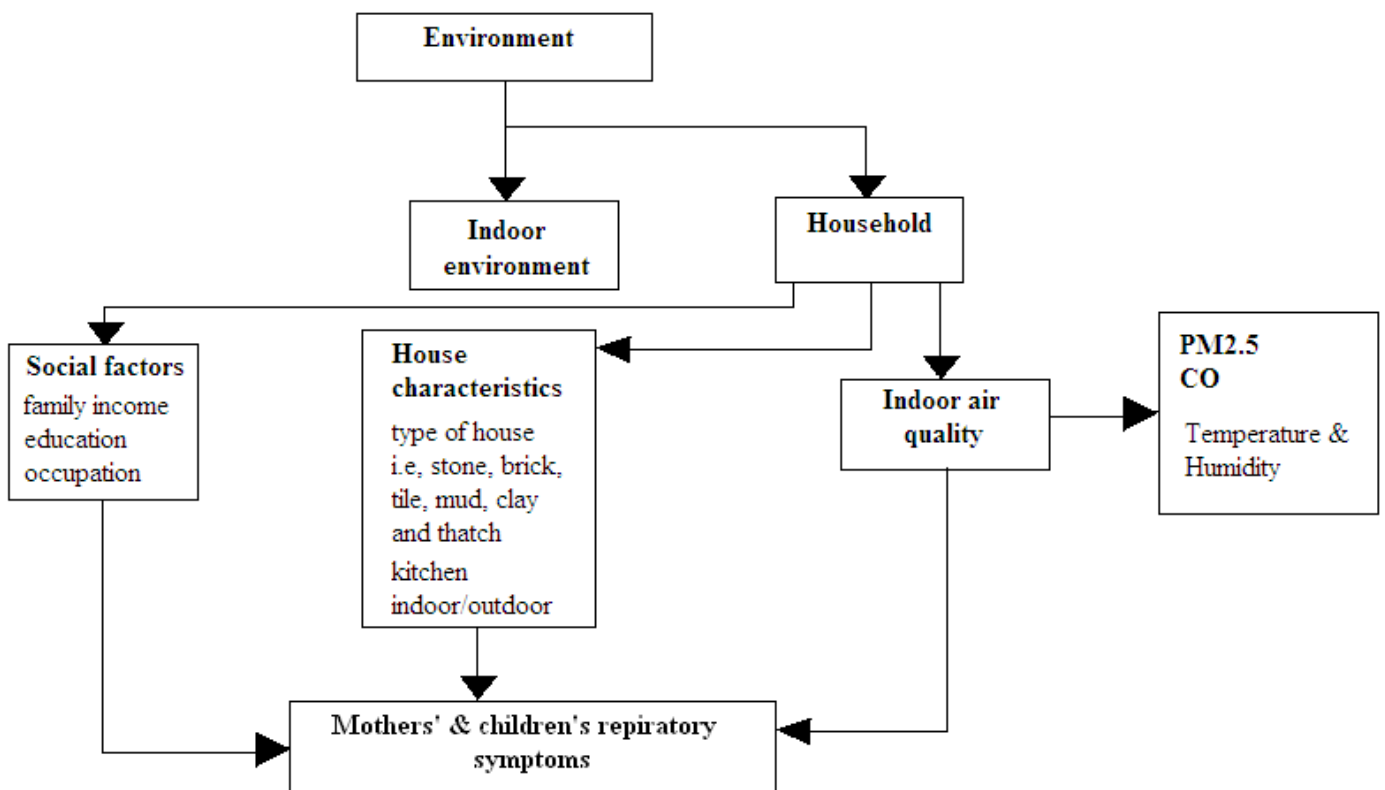 Environment
Indoor
environment
Household
Social factors
family income
education
occupation
House
characteristics
type of house
i.e, stone, brick,
tile, mud, clay
and thatch
kitchen
indoor/outdoor
Indoor air
quality
PM2.5
CO
Temperature &
Humidity
Mothers' & children's repiratory
symptoms